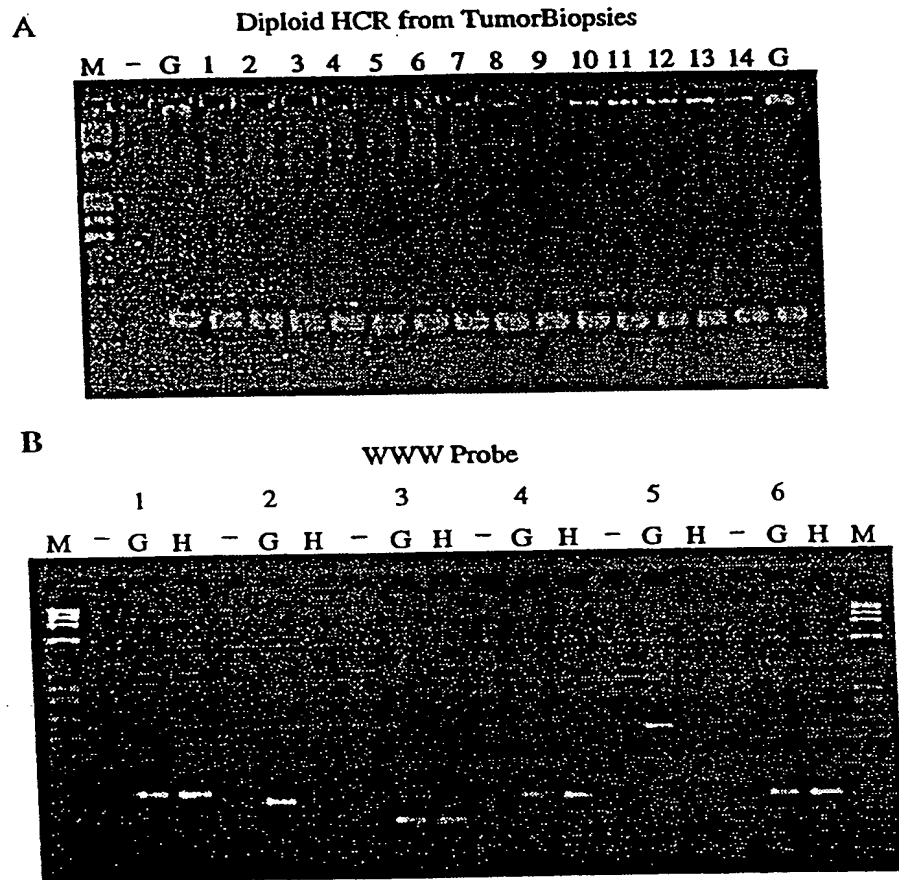 A
Diploid HCR from TumorBiopsies
M – G 1 2 3 4 5 6 7 8 9 10 11 12 13 14 G
B
WWW Probe
1 2 3 4 5 6
M – G H – G H – G H – G H – G H – G H M